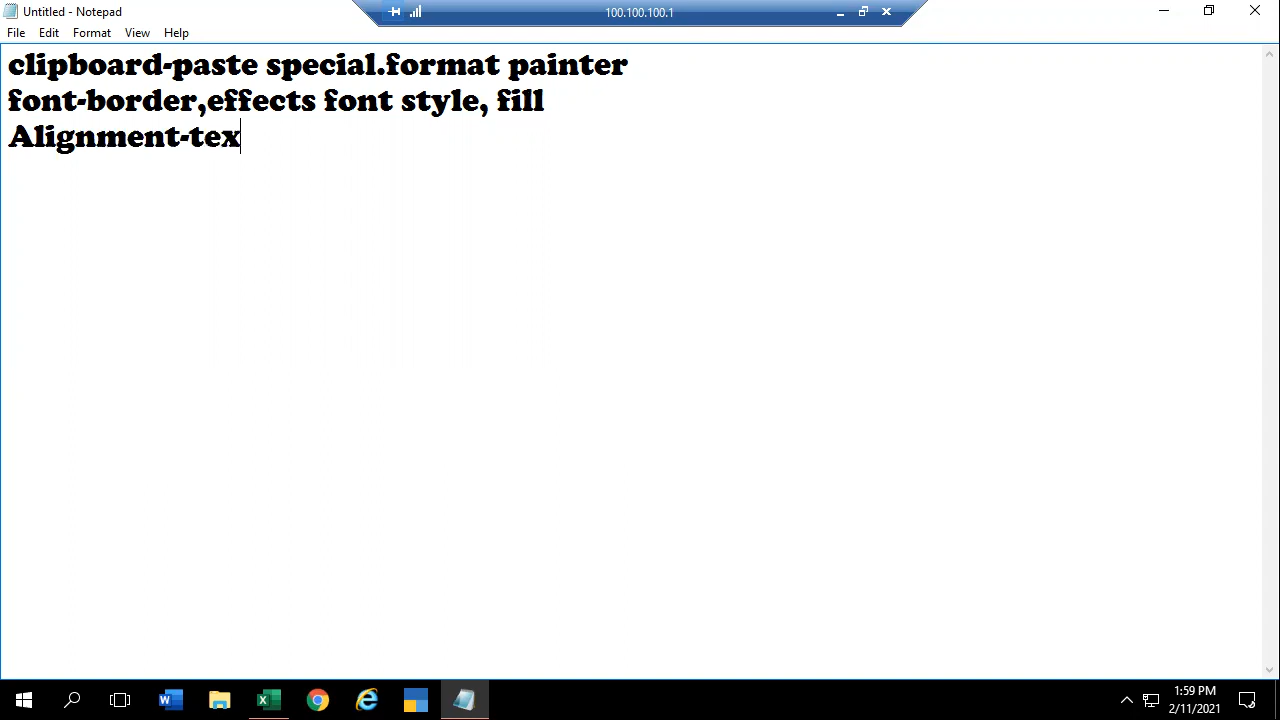 Untitled - Notepad
100.100.100.1
File Edit Format View Help
clipboard-paste special.format painter
font-border,effects font style, fill
Alignment-tex
1:59 PM
2/11/2021